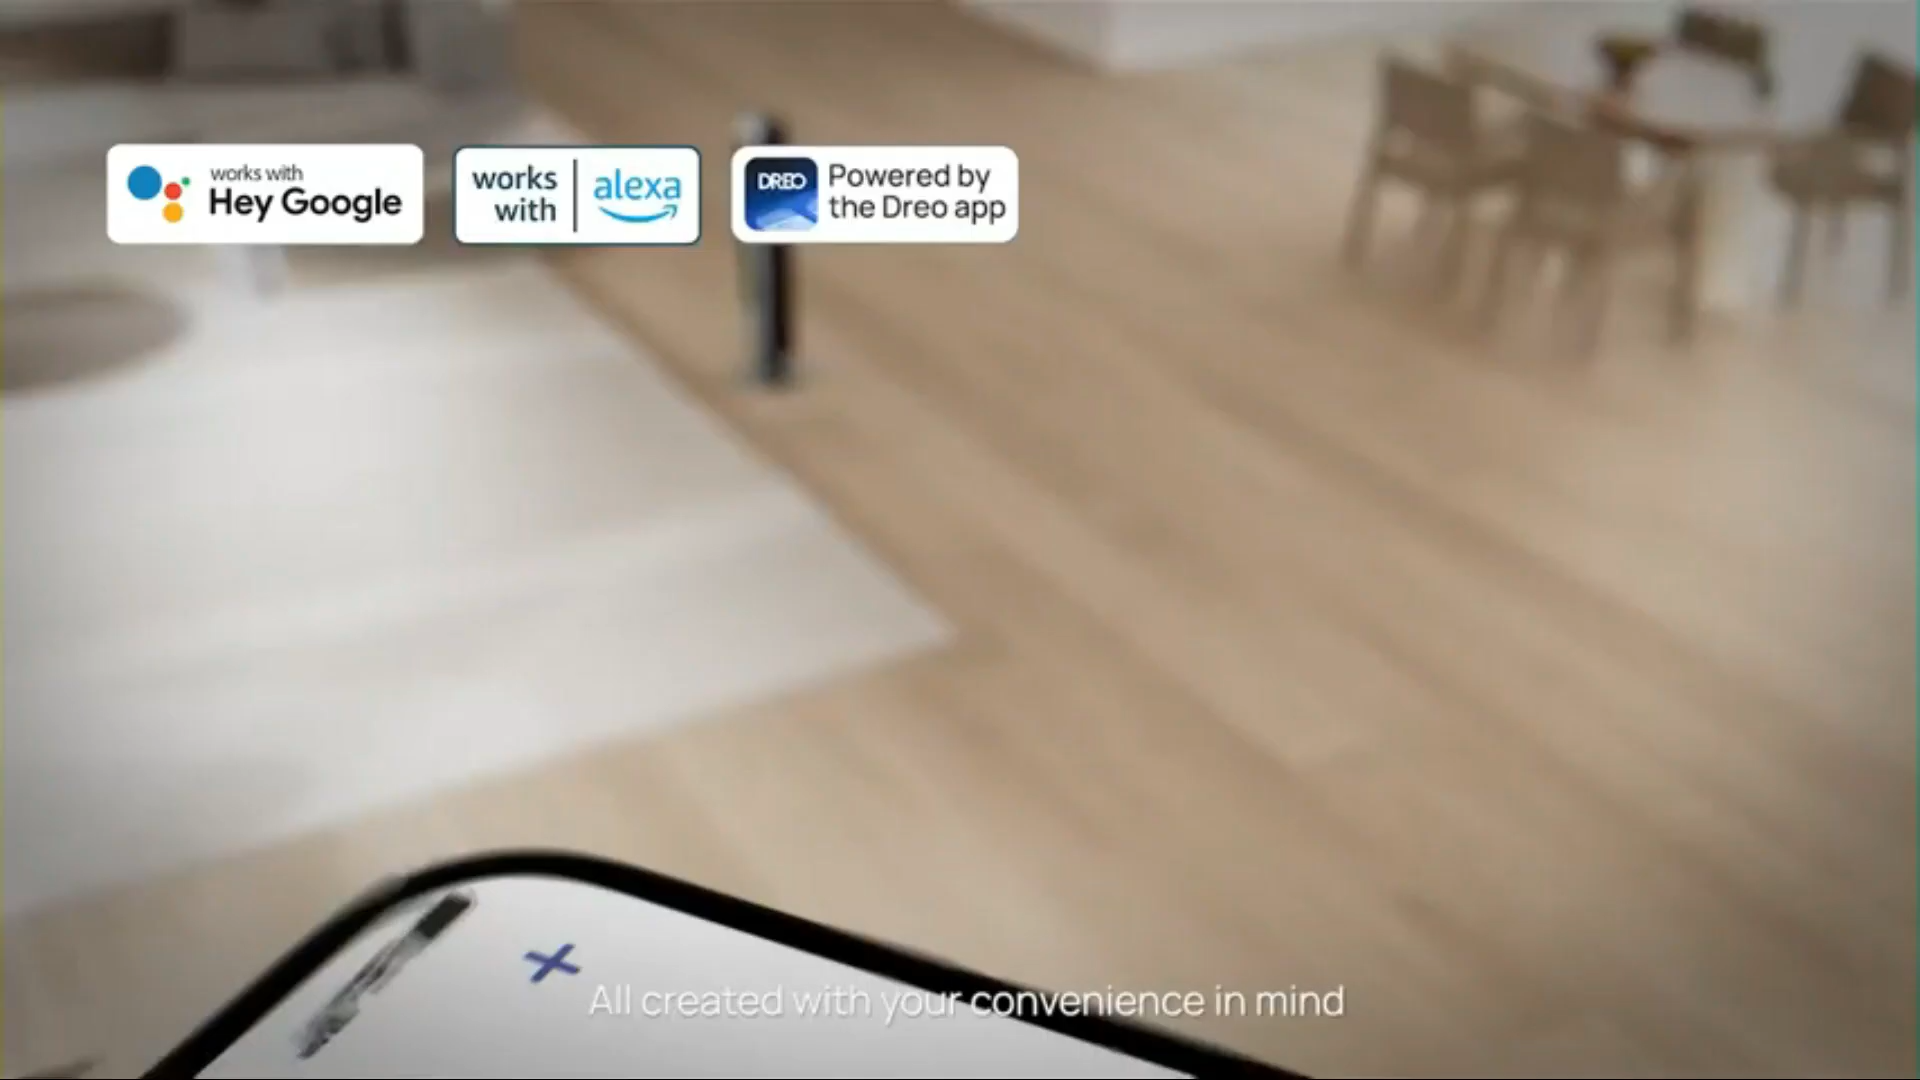 works with
Hey Google
works
with
alexa
DREO
Powered by
the Dreo app
All created with your convenience in mind